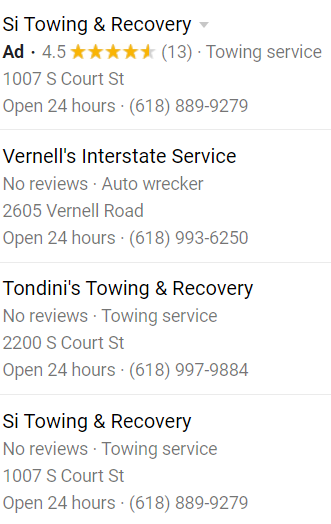 Si Towing & Recovery
Ad · 4.5 (13) · Towing service
1007 S Court St
Open 24 hours · (618) 889-9279
Vernell's Interstate Service
No reviews · Auto wrecker
2605 Vernell Road
Open 24 hours · (618) 993-6250
Tondini's Towing & Recovery
No reviews · Towing service
2200 S Court St
Open 24 hours · (618) 997-9884
Si Towing & Recovery
No reviews · Towing service
1007 S Court St
Open 24 hours · (618) 889-9279